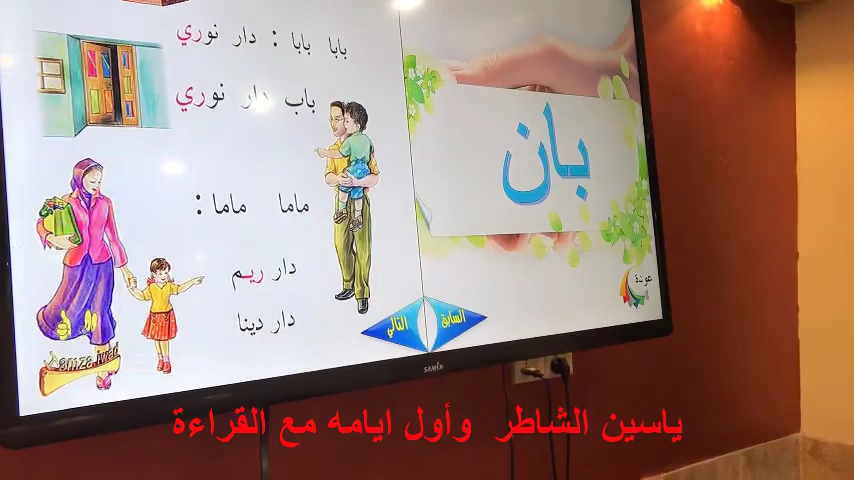 بابا بابا : دار نوري
باب دار نوري
ماما ماما :
دار ريم
دار دينا
بان
عودة
السابق
التالي
ياسين الشاطر وأول ايامه مع القراءة